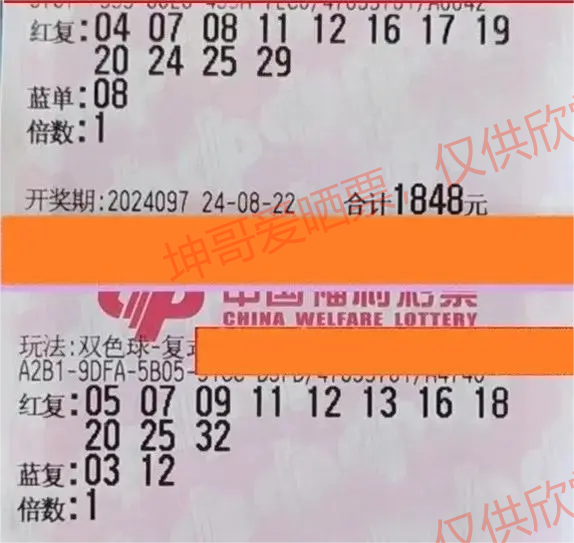 红复:04 07 08 11 12 16 17 19
20 24 25 29
蓝单:08
倍数:1
开奖期:2024097 24-08-22 合计1848元
坤哥爱晒票，仅供欣
中国福利彩票
CHINA WELFARE LOTTERY
玩法:双色球-复式
A2B1-9DFA-5B05-
红复:05 07 09 11 12 13 16 18
20 25 32
蓝复:03 12
倍数:1
仅供欣